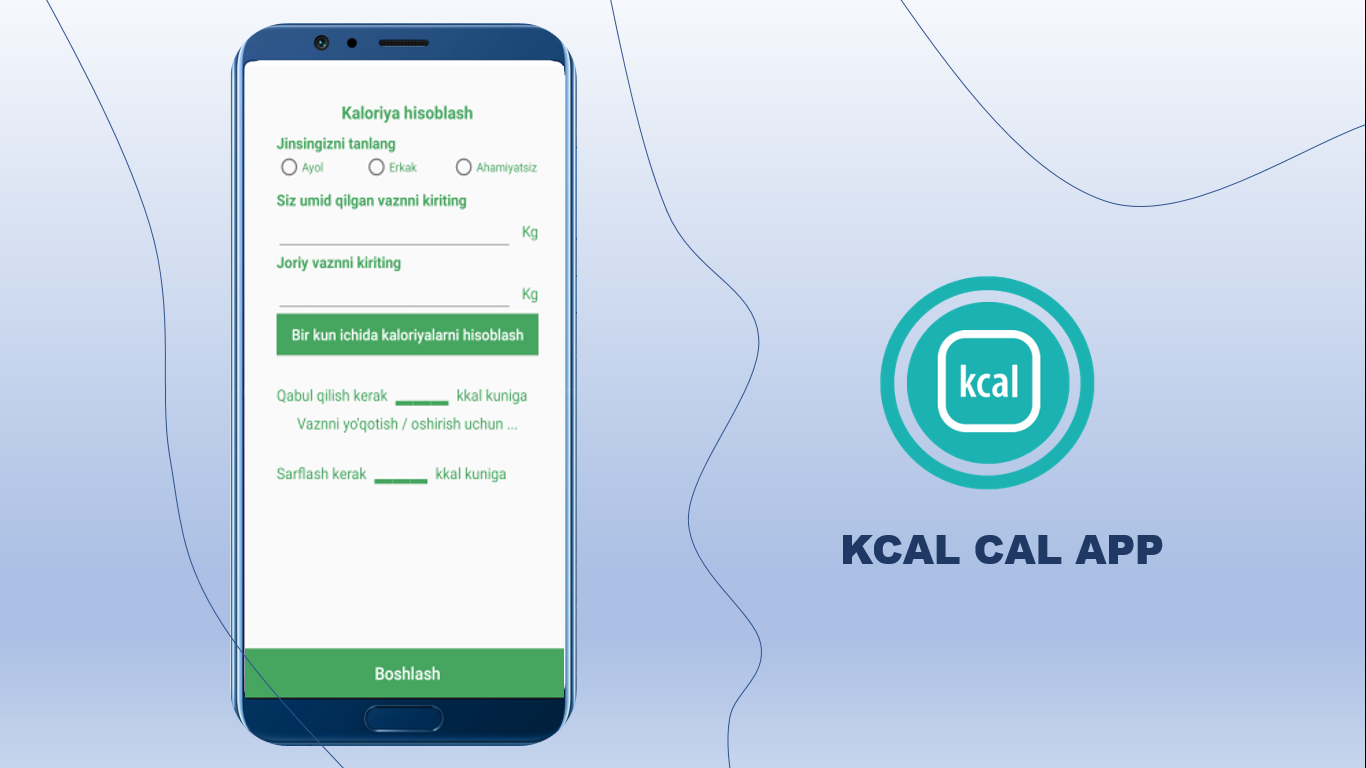 Kaloriya hisoblash
Jinsingizni tanlang
Ayol Erkak Ahamiyatsiz
Siz umid qilgan vaznni kiriting
Kg
Joriy vaznni kiriting
Kg
Bir kun ichida kaloriyalarni hisoblash
Qabul qilish kerak ______ kkal kuniga
Vaznni yo'qotish / oshirish uchun ...
Sarflash kerak ______ kkal kuniga
Boshlash
kcal
KCAL CAL APP